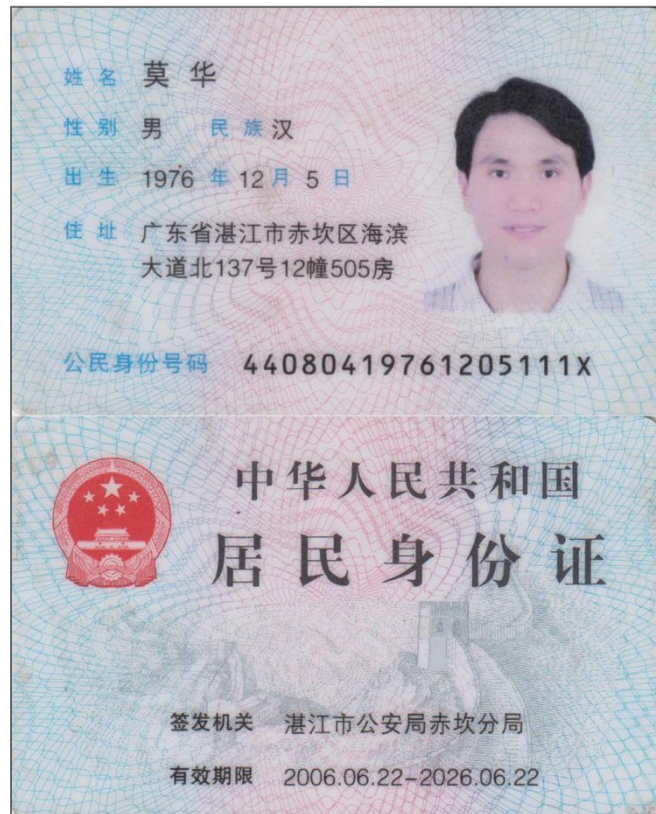 姓名 莫华
性别 男 民族 汉
出生 1976 年 12 月 5 日
住址 广东省湛江市赤坎区海滨
大道北137号12幢505房
公民身份号码 44080419761205111X
中华人民共和国
居民身份证
签发机关 湛江市公安局赤坎分局
有效期限 2006.06.22-2026.06.22